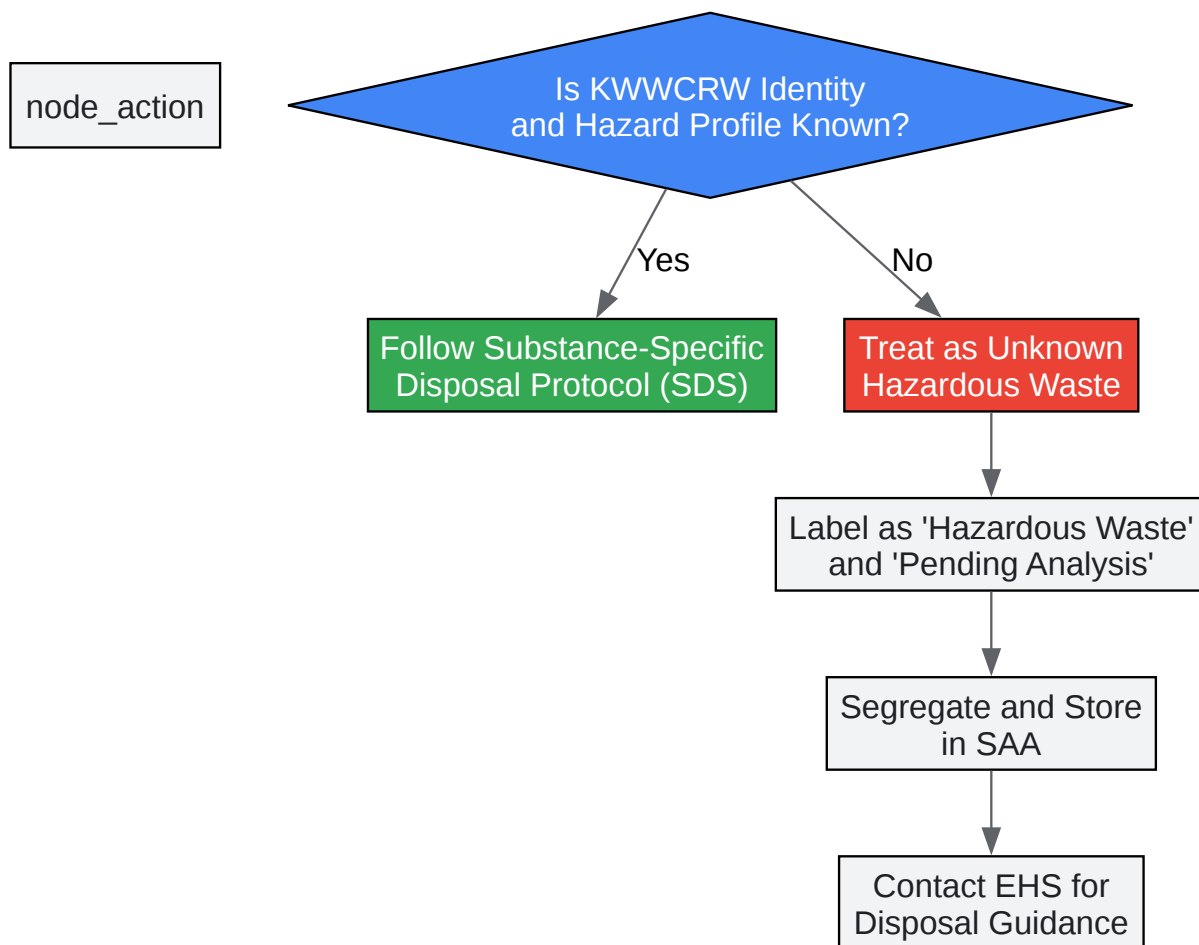 node_action
Is KWWCRW Identity
and Hazard Profile Known?
Yes
No
Follow Substance-Specific
Disposal Protocol (SDS)
Treat as Unknown
Hazardous Waste
Label as 'Hazardous Waste'
and 'Pending Analysis'
Segregate and Store
in SAA
Contact EHS for
Disposal Guidance